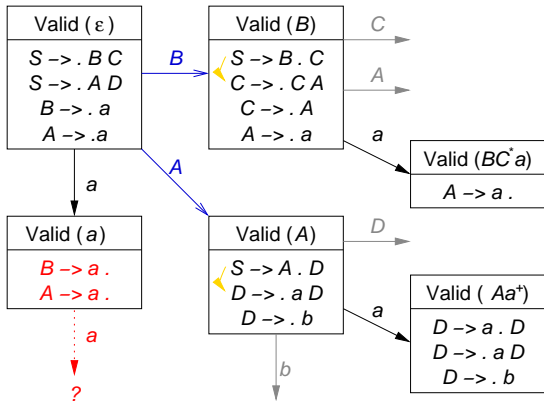 Valid (ε)
S −> . B C
S −> . A D
B −> . a
A −> .a
B
Valid (B)
S −> B . C
C −> . C A
C −> . A
A −> . a
C
A
a
Valid (BC*a)
A −> a .
A
a
Valid (a)
B −> a .
A −> a .
a
?
Valid (A)
S −> A . D
D −> . a D
D −> . b
D
a
b
Valid ( Aa+)
D −> a . D
D −> . a D
D −> . b